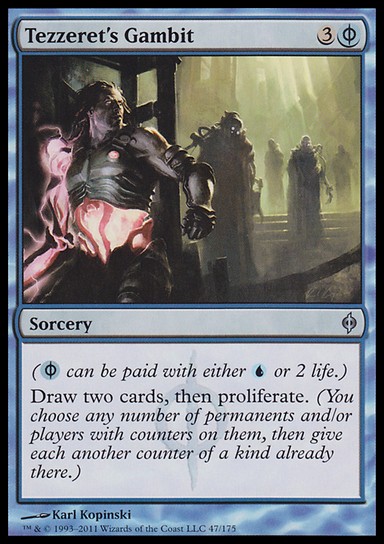 Tezzeret's Gambit 3
Sorcery
( can be paid with either or 2 life.)
Draw two cards, then proliferate. (You
choose any number of permanents and/or
players with counters on them, then give
each another counter of a kind already
there.)
Karl Kopinski
™ & © 1993–2011 Wizards of the Coast LLC 47/175